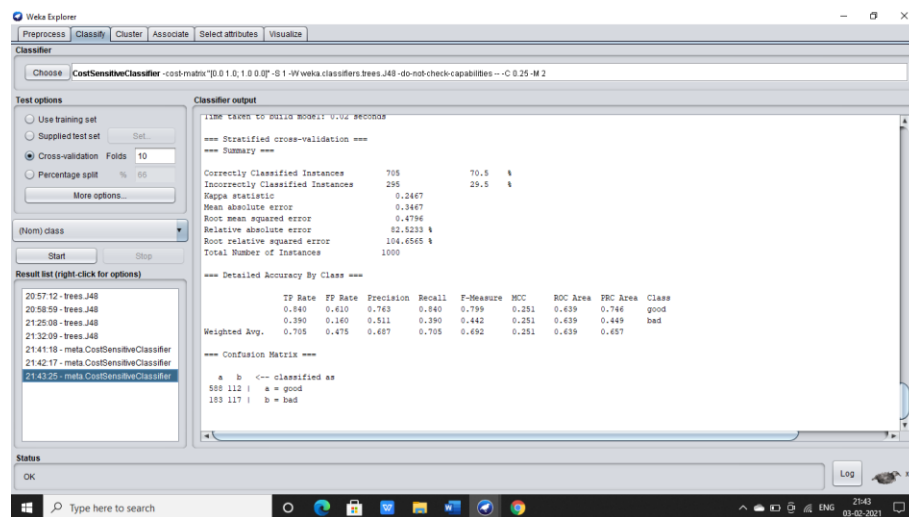 Weka Explorer
Preprocess Classify Cluster Associate Select attributes Visualize
Classifier
Choose CostSensitiveClassifier -cost-matrix "[0.0 1.0; 1.0 0.0]" -S 1 -W weka.classifiers.trees.J48 -do-not-check-capabilities -- -C 0.25 -M 2
Test options
Use training set
Supplied test set Set...
Cross-validation Folds 10
Percentage split % 66
More options...
(Nom) class
Start Stop
Result list (right-click for options)
20:57:12 - trees.J48
20:58:59 - trees.J48
21:25:08 - trees.J48
21:32:09 - trees.J48
21:41:18 - meta.CostSensitiveClassifier
21:42:17 - meta.CostSensitiveClassifier
21:43:25 - meta.CostSensitiveClassifier
Classifier output
Time taken to build model: 0.02 seconds
=== Stratified cross-validation ===
=== Summary ===
Correctly Classified Instances 705 70.5 %
Incorrectly Classified Instances 295 29.5 %
Kappa statistic 0.2467
Mean absolute error 0.3467
Root mean squared error 0.4796
Relative absolute error 82.5233 %
Root relative squared error 104.6565 %
Total Number of Instances 1000
=== Detailed Accuracy By Class ===
TP Rate FP Rate Precision Recall F-Measure MCC ROC Area PRC Area Class
0.840 0.610 0.763 0.840 0.799 0.251 0.639 0.746 good
0.390 0.160 0.511 0.390 0.442 0.251 0.639 0.449 bad
Weighted Avg. 0.705 0.475 0.687 0.705 0.692 0.251 0.639 0.657
=== Confusion Matrix ===
a b <-- classified as
588 112 | a = good
183 117 | b = bad
Status
OK
Log
x
Type here to search
ENG
21:43
03-02-2021